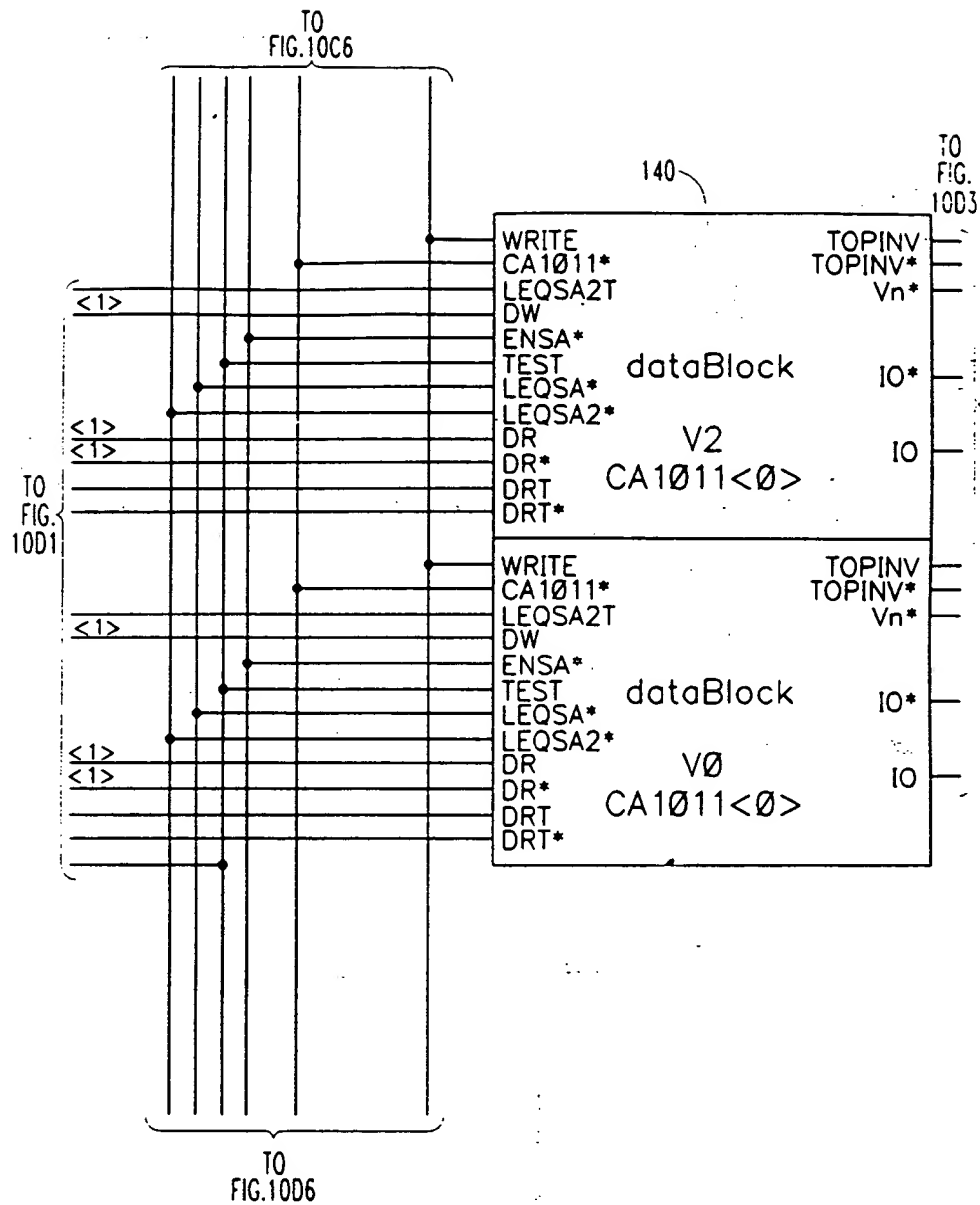 TO
FIG.10C6
TO
FIG.
10D3
140
WRITE
CA1Ø11*
LEQSA2T
<1>
DW
ENSA*
TEST
LEQSA*
LEQSA2*
<1>
DR
<1>
DR*
DRT
DRT*
dataBlock
V2
CA1Ø11<Ø>
TOPINV
TOPINV*
Vn*
IO*
IO
TO
FIG.
10D1
WRITE
CA1Ø11*
LEQSA2T
<1>
DW
ENSA*
TEST
LEQSA*
LEQSA2*
<1>
DR
<1>
DR*
DRT
DRT*
dataBlock
VØ
CA1Ø11<Ø>
TOPINV
TOPINV*
Vn*
IO*
IO
TO
FIG.10D6